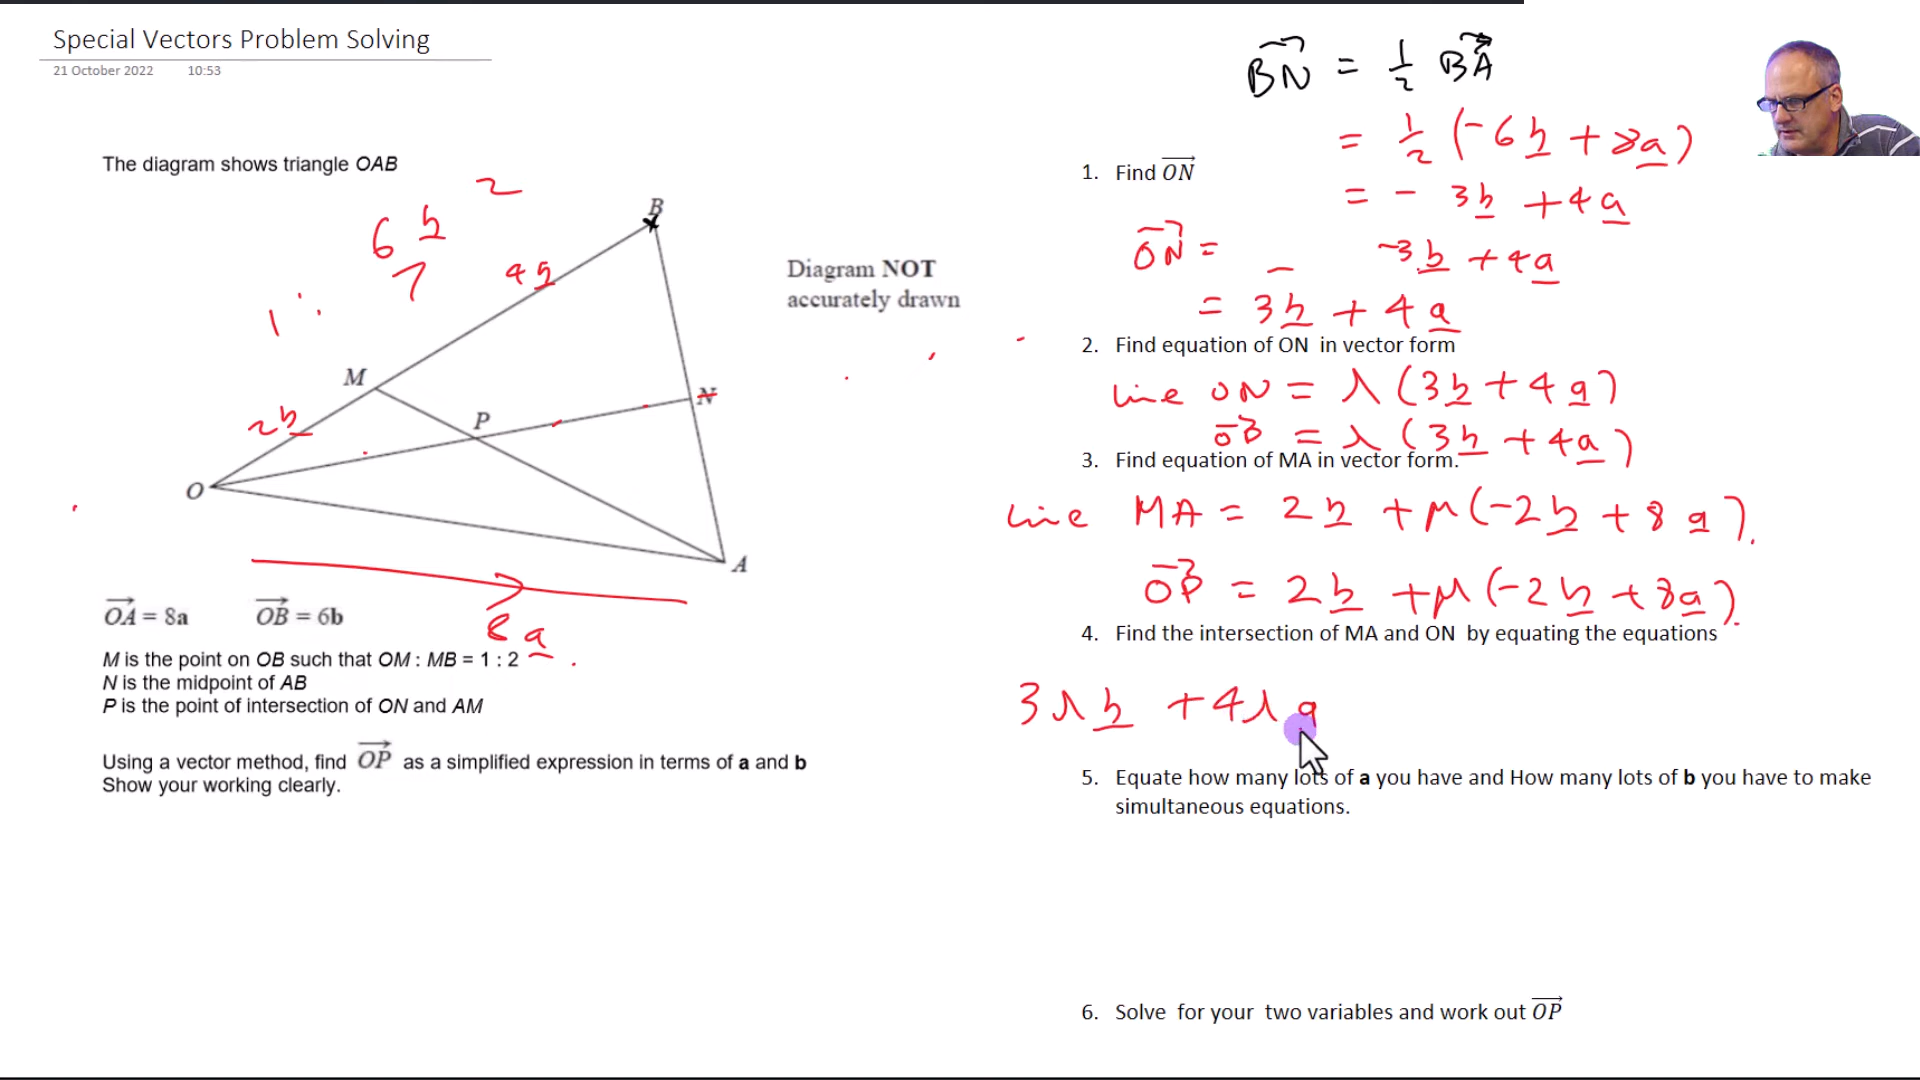 Special Vectors Problem Solving
21 October 2022 10:53
The diagram shows triangle OAB
6b
2
7
4b
1 :
2b
B
M
P
N
O
A
Diagram NOT
accurately drawn
8a
OA = 8a OB = 6b
M is the point on OB such that OM : MB = 1 : 2
N is the midpoint of AB
P is the point of intersection of ON and AM
Using a vector method, find OP as a simplified expression in terms of a and b
Show your working clearly.
BN = 1/2 BA
= 1/2 (-6b + 8a)
= - 3b + 4a
1. Find ON
ON = -3b + 4a
= 3b + 4a
2. Find equation of ON in vector form
Line ON = λ (3b + 4a)
= λ (3b + 4a)
3. Find equation of MA in vector form.
Line MA = 2b + μ(-2b + 8a).
OP = 2b + μ(-2b + 8a).
4. Find the intersection of MA and ON by equating the equations
3λb + 4λa
5. Equate how many lots of a you have and How many lots of b you have to make
simultaneous equations.
6. Solve for your two variables and work out OP